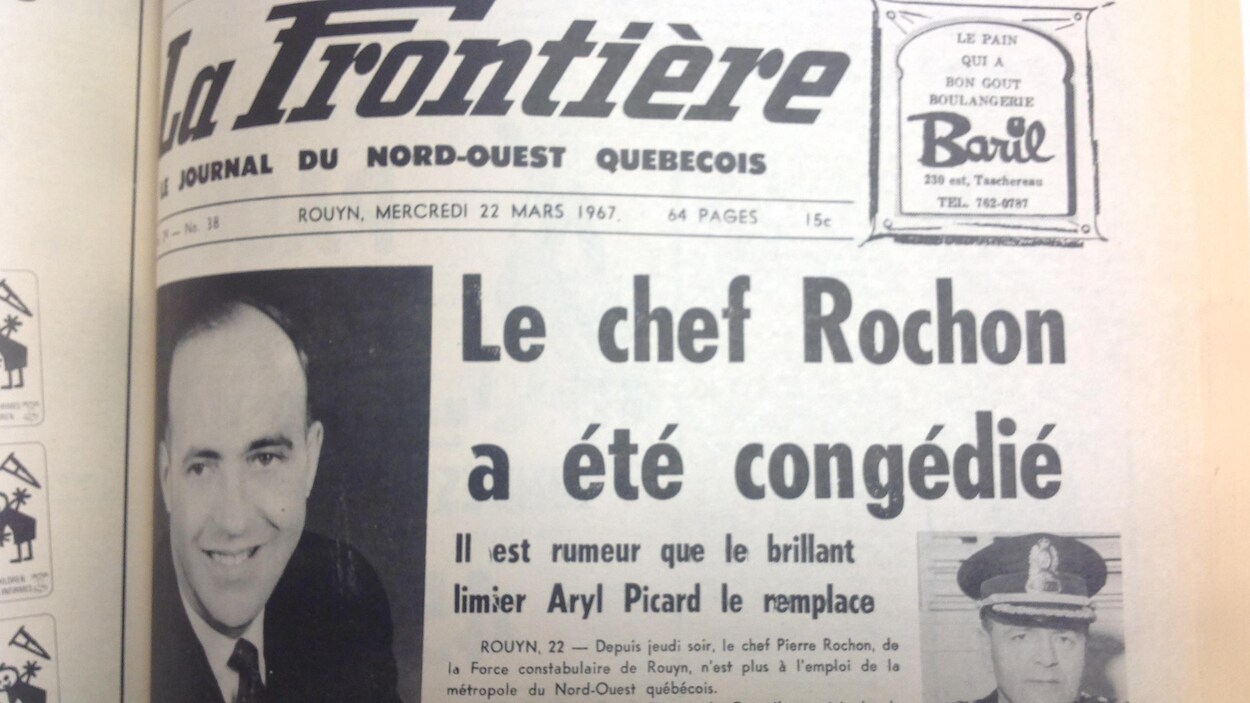 La Frontière
LE JOURNAL DU NORD-OUEST QUEBECOIS
No. 38 ROUYN, MERCREDI 22 MARS 1967. 64 PAGES 15c
LE PAIN
QUI A
BON GOUT
BOULANGERIE
Baril
230 est, Taschereau
TEL. 762-0787
Le chef Rochon
a été congédié
Il est rumeur que le brillant
limier Aryl Picard le remplace
ROUYN, 22 — Depuis jeudi soir, le chef Pierre Rochon, de
la Force constabulaire de Rouyn, n'est plus à l'emploi de la
métropole du Nord-Ouest québécois.